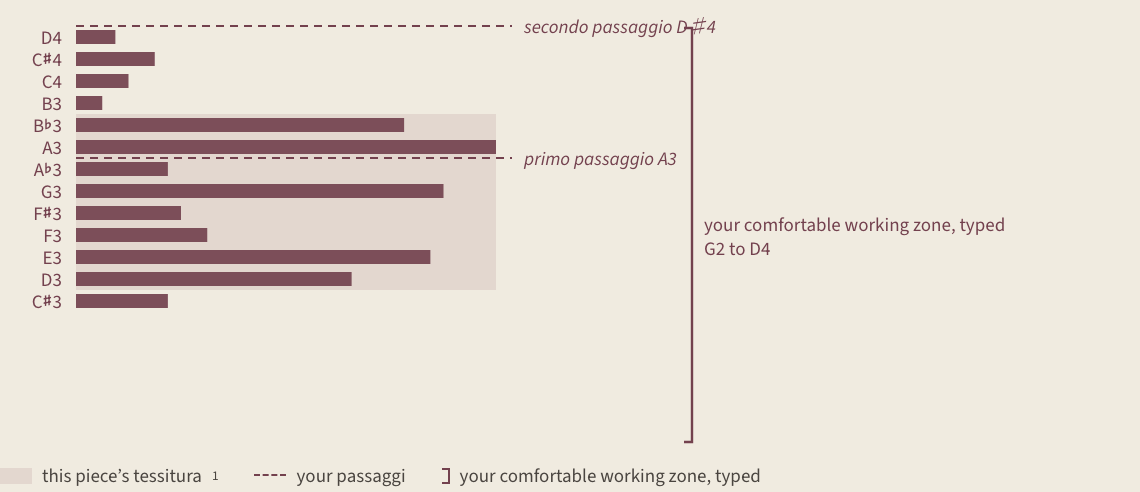 secondo passaggio D♯4
D4
C♯4
C4
B3
B♭3
A3
primo passaggio A3
A♭3
G3
F♯3
F3
E3
D3
C♯3
your comfortable working zone, typed
G2 to D4
this piece’s tessitura 1
your passaggi
your comfortable working zone, typed